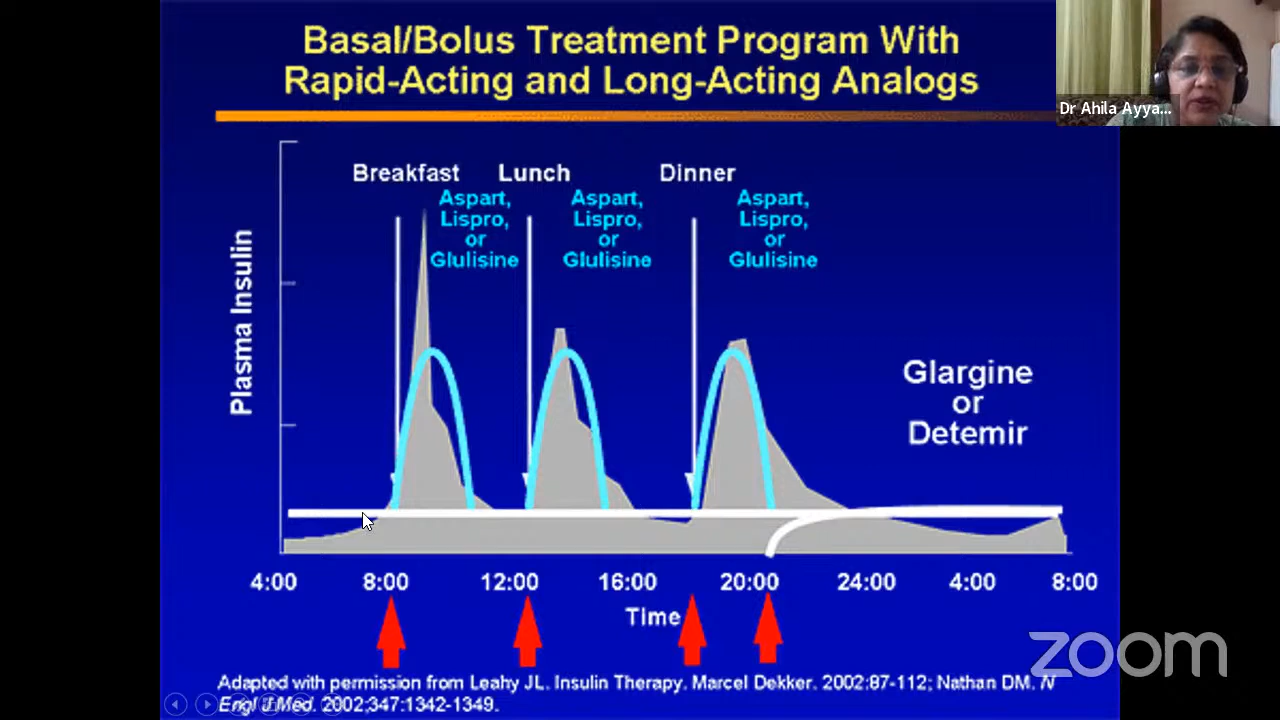 Basal/Bolus Treatment Program With
Rapid-Acting and Long-Acting Analogs
Dr Ahila Ayya...
Breakfast
Lunch
Dinner
Aspart,
Lispro,
or
Glulisine
Aspart,
Lispro,
or
Glulisine
Aspart,
Lispro,
or
Glulisine
Plasma Insulin
Glargine
or
Detemir
4:00 8:00 12:00 16:00 20:00 24:00 4:00 8:00
Time
zoom
Adapted with permission from Leahy JL. Insulin Therapy. Marcel Dekker. 2002:87-112; Nathan DM. N
Engl J Med. 2002;347:1342-1349.